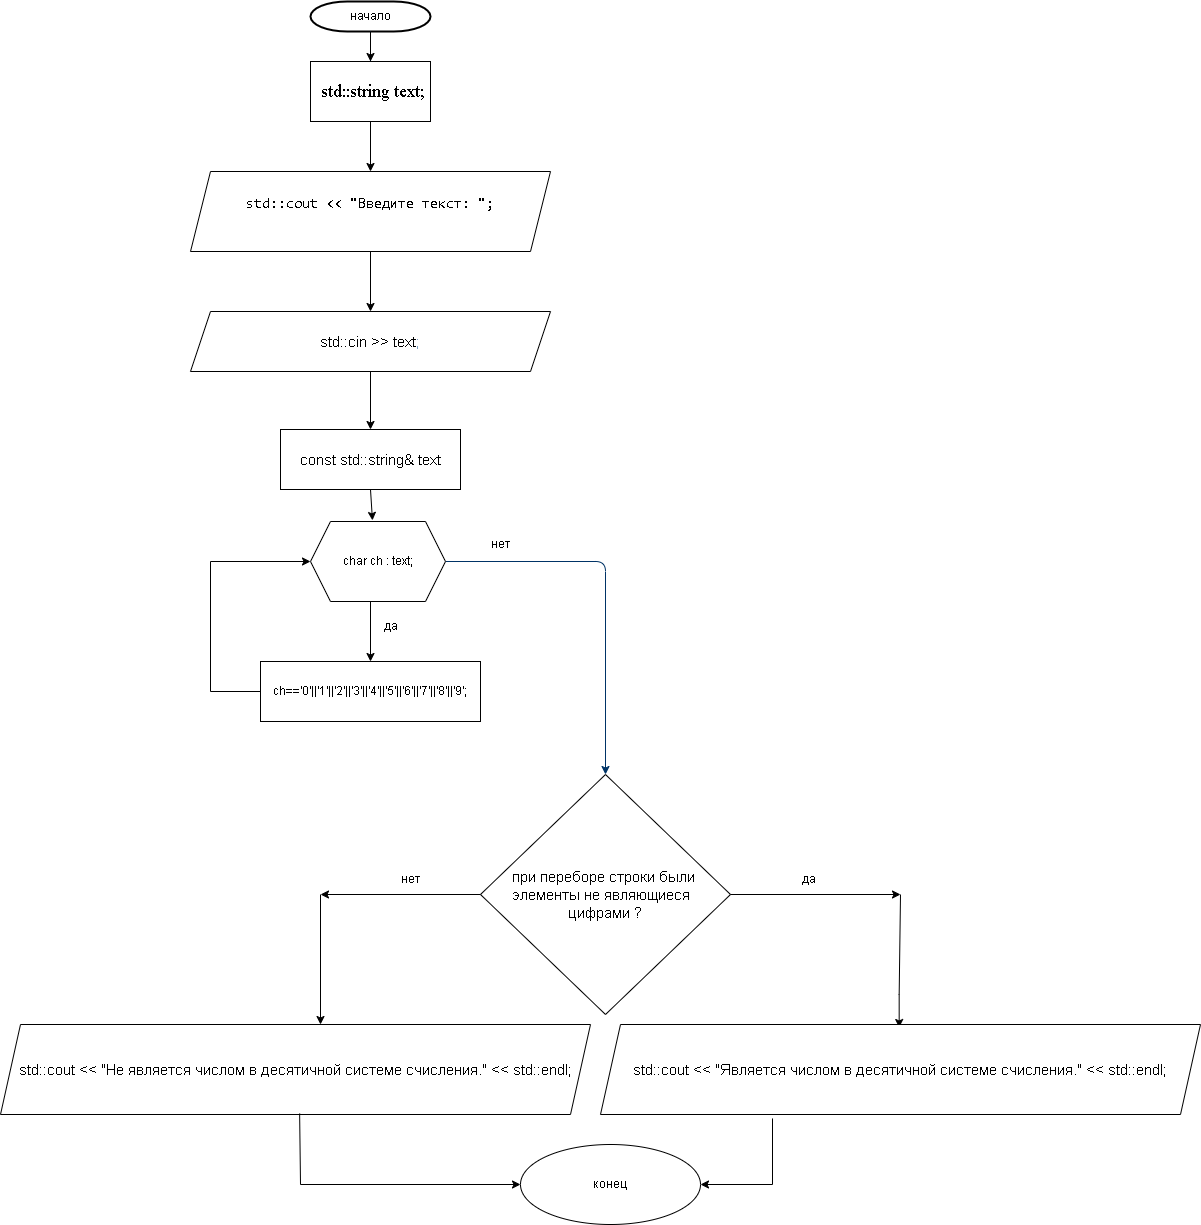 начало
std::string text;
std::cout << "Введите текст: ";
std::cin >> text;
const std::string& text
char ch : text;
нет
да
ch=='0'||'1'||'2'||'3'||'4'||'5'||'6'||'7'||'8'||'9';
при переборе строки были
элементы не являющиеся
цифрами ?
нет
да
std::cout << "Не является числом в десятичной системе счисления." << std::endl;
std::cout << "Является числом в десятичной системе счисления." << std::endl;
конец